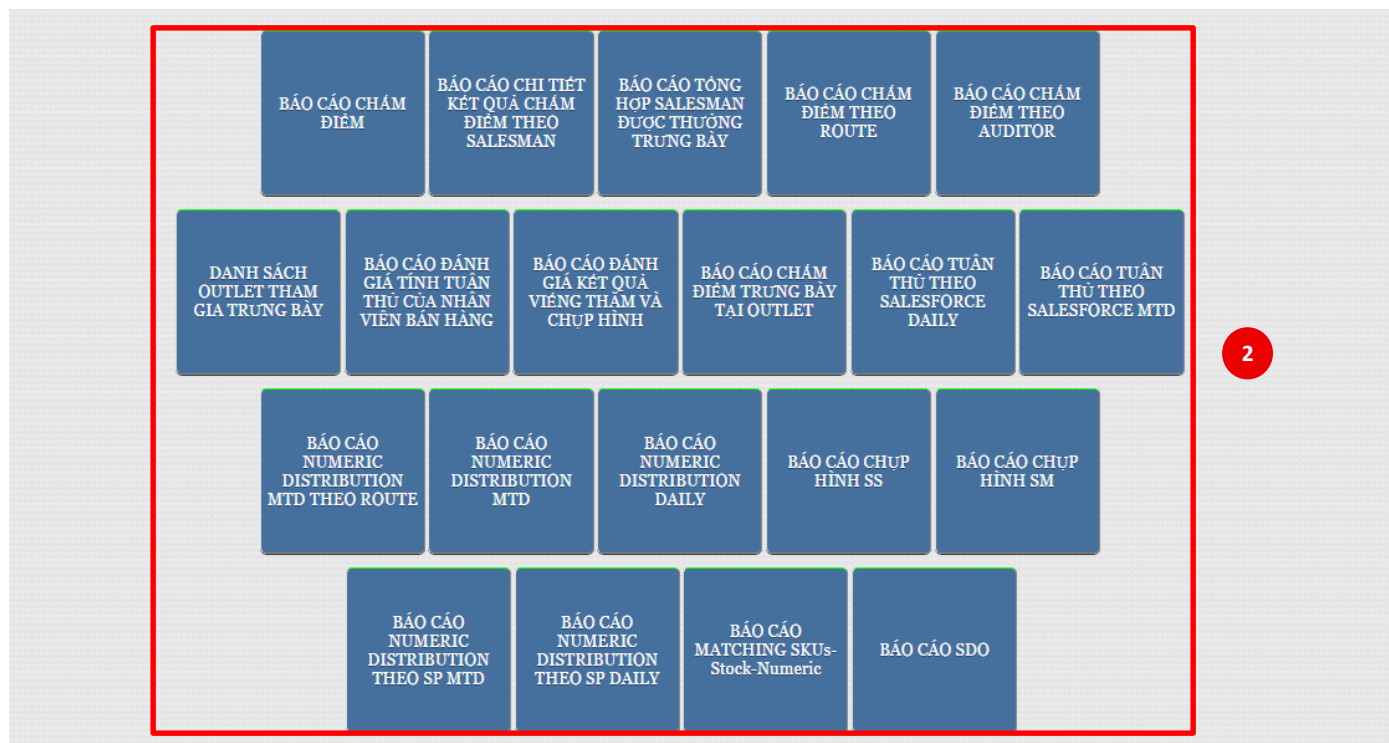 BÁO CÁO CHẤM
ĐIỂM
BÁO CÁO CHI TIẾT
KẾT QUẢ CHẤM
ĐIỂM THEO
SALESMAN
BÁO CÁO TỔNG
HỢP SALESMAN
ĐƯỢC THƯỞNG
TRƯNG BÀY
BÁO CÁO CHẤM
ĐIỂM THEO
ROUTE
BÁO CÁO CHẤM
ĐIỂM THEO
AUDITOR
DANH SÁCH
OUTLET THAM
GIA TRƯNG BÀY
BÁO CÁO ĐÁNH
GIÁ TÍNH TUÂN
THỦ CỦA NHÂN
VIÊN BÁN HÀNG
BÁO CÁO ĐÁNH
GIÁ KẾT QUẢ
VIẾNG THĂM VÀ
CHỤP HÌNH
BÁO CÁO CHẤM
ĐIỂM TRƯNG BÀY
TẠI OUTLET
BÁO CÁO TUÂN
THỦ THEO
SALESFORCE
DAILY
BÁO CÁO TUÂN
THỦ THEO
SALESFORCE MTD
2
BÁO CÁO
NUMERIC
DISTRIBUTION
MTD THEO ROUTE
BÁO CÁO
NUMERIC
DISTRIBUTION
MTD
BÁO CÁO
NUMERIC
DISTRIBUTION
DAILY
BÁO CÁO CHỤP
HÌNH SS
BÁO CÁO CHỤP
HÌNH SM
BÁO CÁO
NUMERIC
DISTRIBUTION
THEO SP MTD
BÁO CÁO
NUMERIC
DISTRIBUTION
THEO SP DAILY
BÁO CÁO
MATCHING SKUs-
Stock-Numeric
BÁO CÁO SDO